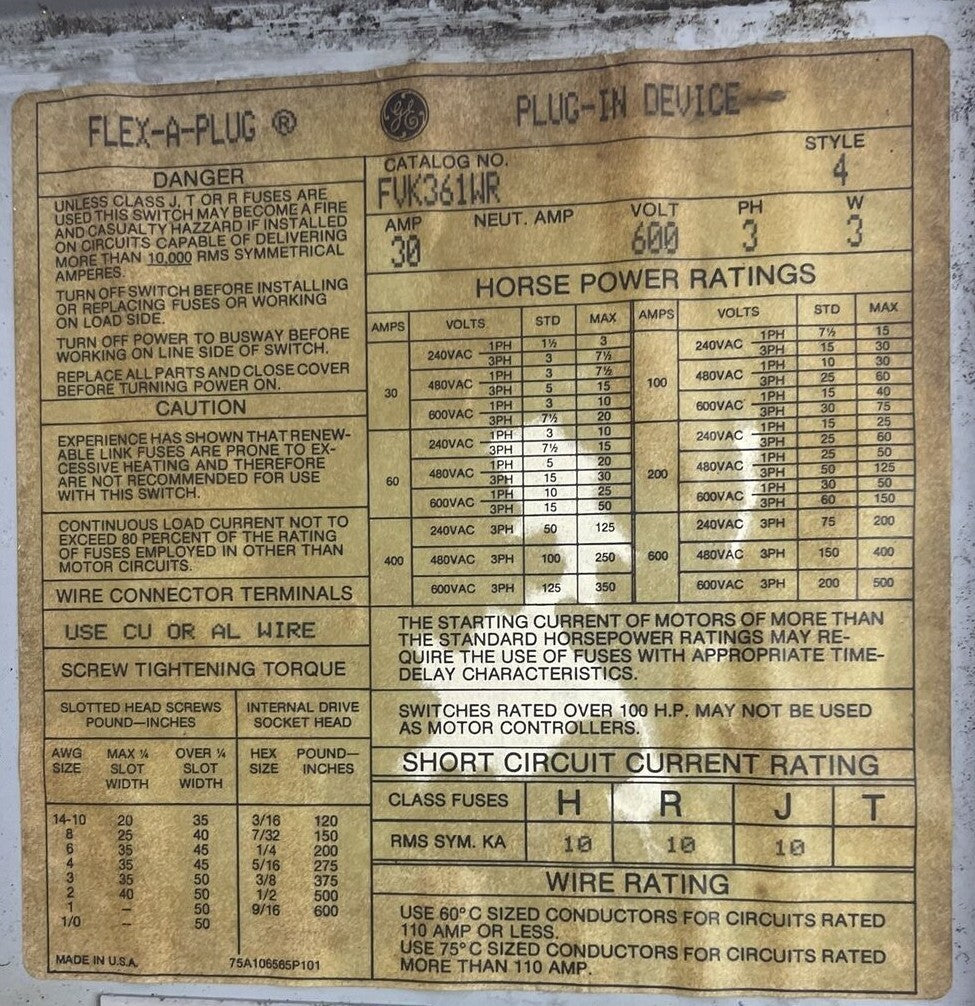 FLEX-A-PLUG ®
GE
PLUG-IN DEVICE
DANGER
UNLESS CLASS J, T OR R FUSES ARE
USED THIS SWITCH MAY BECOME A FIRE
AND CASUALTY HAZZARD IF INSTALLED
ON CIRCUITS CAPABLE OF DELIVERING
MORE THAN 10,000 RMS SYMMETRICAL
AMPERES.
TURN OFF SWITCH BEFORE INSTALLING
OR REPLACING FUSES OR WORKING
ON LOAD SIDE.
TURN OFF POWER TO BUSWAY BEFORE
WORKING ON LINE SIDE OF SWITCH.
REPLACE ALL PARTS AND CLOSE COVER
BEFORE TURNING POWER ON.
CAUTION
EXPERIENCE HAS SHOWN THAT RENEW-
ABLE LINK FUSES ARE PRONE TO EX-
CESSIVE HEATING AND THEREFORE
ARE NOT RECOMMENDED FOR USE
WITH THIS SWITCH.
CONTINUOUS LOAD CURRENT NOT TO
EXCEED 80 PERCENT OF THE RATING
OF FUSES EMPLOYED IN OTHER THAN
MOTOR CIRCUITS.
WIRE CONNECTOR TERMINALS
USE CU OR AL WIRE
SCREW TIGHTENING TORQUE
SLOTTED HEAD SCREWS
POUND—INCHES
INTERNAL DRIVE
SOCKET HEAD
AWG MAX ¼ OVER ¼ HEX POUND—
SIZE SLOT SLOT SIZE INCHES
WIDTH WIDTH
14-10 20 35 3/16 120
8 25 40 7/32 150
6 35 45 1/4 200
4 35 45 5/16 275
3 35 50 3/8 375
2 40 50 1/2 500
1 – 50 9/16 600
1/0 – 50
MADE IN U.S.A. 75A106565P101
CATALOG NO. STYLE
FVK361WR 4
AMP NEUT. AMP VOLT PH W
30 600 3 3
HORSE POWER RATINGS
AMPS VOLTS STD MAX AMPS VOLTS STD MAX
30
240VAC 1PH 1½ 3
3PH 3 7½
480VAC 1PH 3 7½
3PH 5 15
600VAC 1PH 3 10
3PH 7½ 20
60
240VAC 1PH 3 10
3PH 7½ 15
480VAC 1PH 5 20
3PH 15 30
600VAC 1PH 10 25
3PH 15 50
400
240VAC 3PH 50 125
480VAC 3PH 100 250
600VAC 3PH 125 350
100
240VAC 1PH 7½ 15
3PH 15 30
480VAC 1PH 10 30
3PH 25 60
600VAC 1PH 15 40
3PH 30 75
200
240VAC 1PH 15 25
3PH 25 60
480VAC 1PH 25 50
3PH 50 125
600VAC 1PH 30 50
3PH 60 150
600
240VAC 3PH 75 200
480VAC 3PH 150 400
600VAC 3PH 200 500
THE STARTING CURRENT OF MOTORS OF MORE THAN
THE STANDARD HORSEPOWER RATINGS MAY RE-
QUIRE THE USE OF FUSES WITH APPROPRIATE TIME-
DELAY CHARACTERISTICS.
SWITCHES RATED OVER 100 H.P. MAY NOT BE USED
AS MOTOR CONTROLLERS.
SHORT CIRCUIT CURRENT RATING
CLASS FUSES H R J T
RMS SYM. KA 10 10 10
WIRE RATING
USE 60°C SIZED CONDUCTORS FOR CIRCUITS RATED
110 AMP OR LESS.
USE 75°C SIZED CONDUCTORS FOR CIRCUITS RATED
MORE THAN 110 AMP.